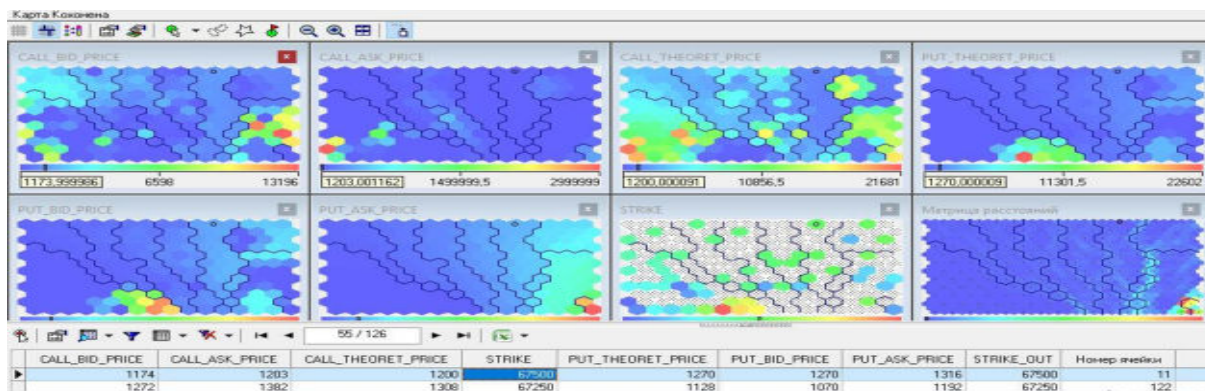 Карта Кохонена
CALL_BID_PRICE CALL_ASK_PRICE CALL_THEORET_PRICE PUT_THEORET_PRICE
1173,999986 6598 13196 1203,001162 1499999,5 2999999 1200,000091 10856,5 21681 1270,000009 11301,5 22602
PUT_BID_PRICE PUT_ASK_PRICE STRIKE Матрица расстояний
55 / 126
CALL_BID_PRICE CALL_ASK_PRICE CALL_THEORET_PRICE STRIKE PUT_THEORET_PRICE PUT_BID_PRICE PUT_ASK_PRICE STRIKE_OUT Номер ячейки
1174 1203 1200 67500 1270 1270 1316 67500 11
1272 1382 1308 67250 1128 1070 1192 67250 122